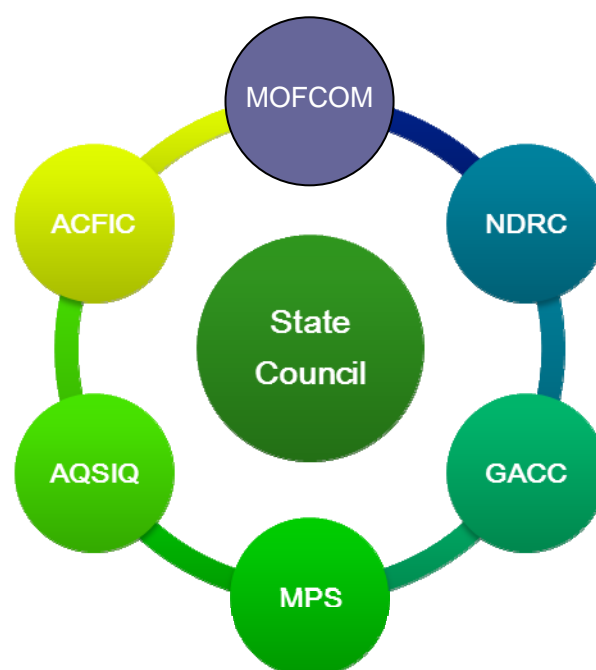 MOFCOM
ACFIC
NDRC
State
Council
AQSIQ
GACC
MPS